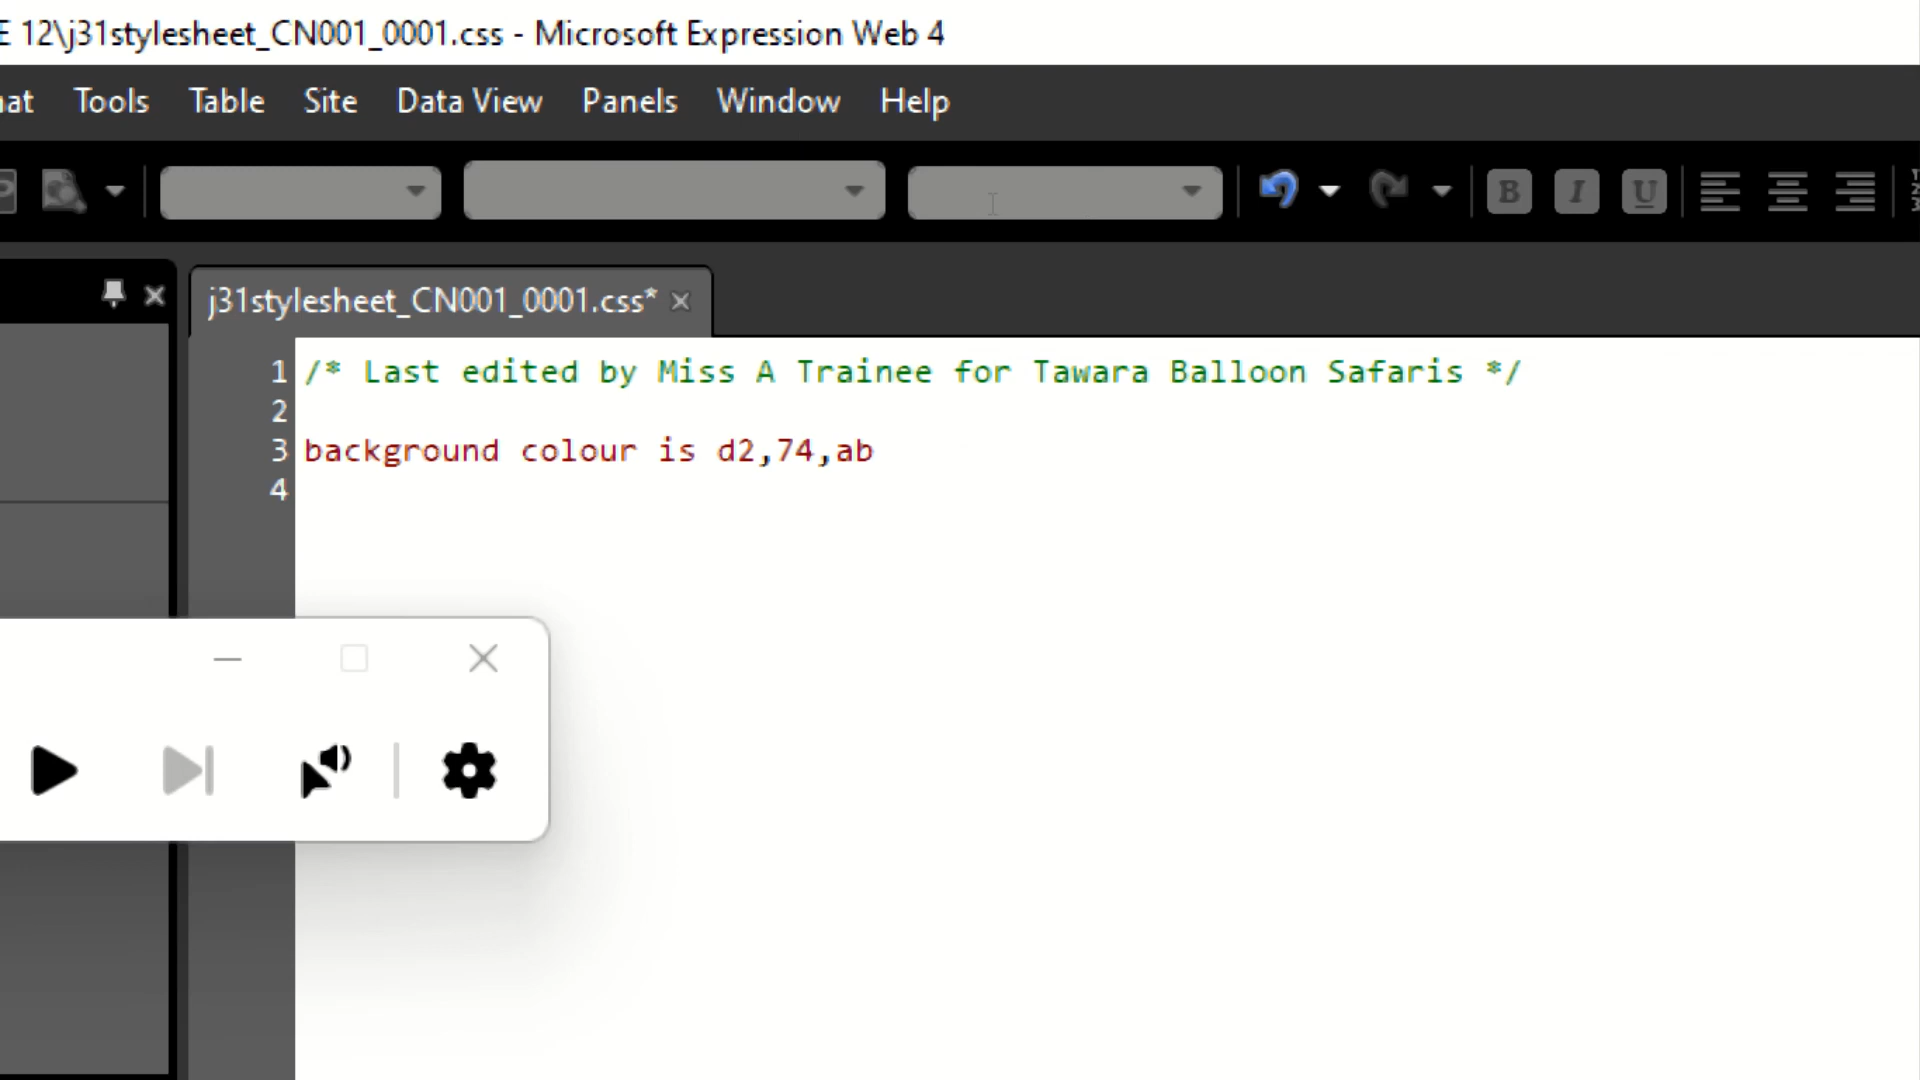 E 12\j31stylesheet_CN001_0001.css - Microsoft Expression Web 4
at Tools Table Site Data View Panels Window Help
B I U
j31stylesheet_CN001_0001.css*
1 /* Last edited by Miss A Trainee for Tawara Balloon Safaris */
2
3 background colour is d2,74,ab
4